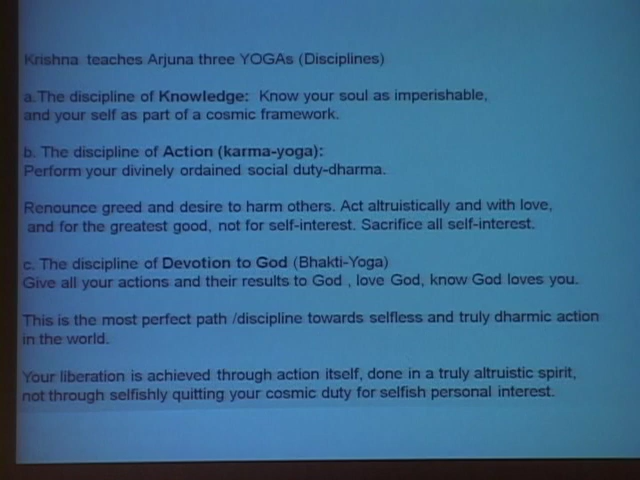 Krishna teaches Arjuna three YOGAs (Disciplines)
a.The discipline of Knowledge: Know your soul as imperishable,
and your self as part of a cosmic framework.
b. The discipline of Action (karma-yoga):
Perform your divinely ordained social duty-dharma.
Renounce greed and desire to harm others. Act altruistically and with love,
and for the greatest good, not for self-interest. Sacrifice all self-interest.
c. The discipline of Devotion to God (Bhakti-Yoga)
Give all your actions and their results to God , love God, know God loves you.
This is the most perfect path /discipline towards selfless and truly dharmic action
in the world.
Your liberation is achieved through action itself, done in a truly altruistic spirit,
not through selfishly quitting your cosmic duty for selfish personal interest.